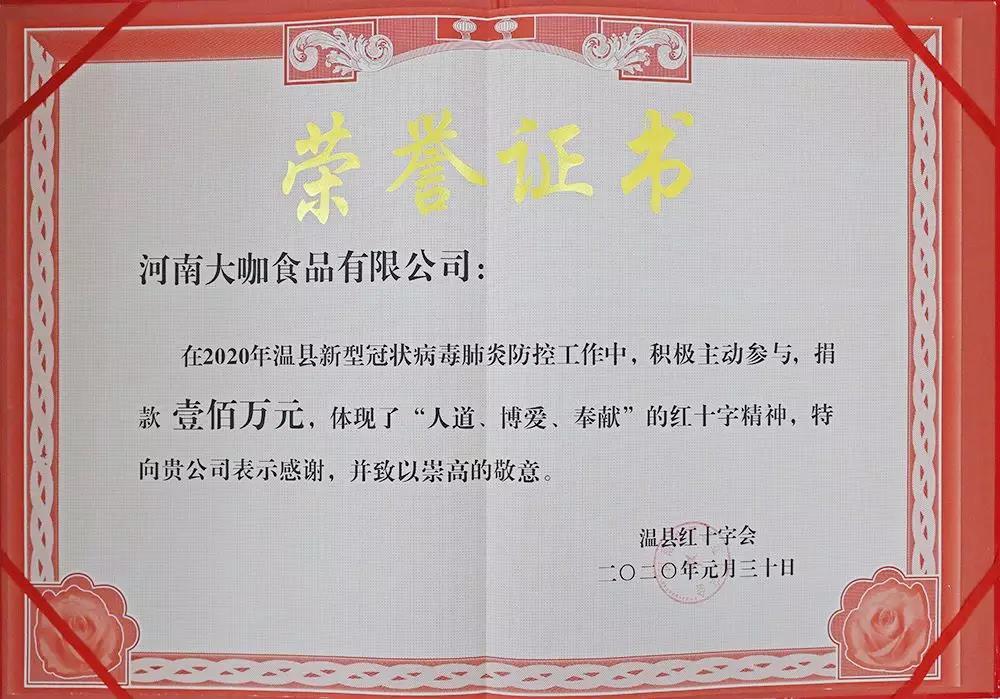 荣誉证书
河南大咖食品有限公司：
在2020年温县新型冠状病毒肺炎防控工作中，积极主动参与，捐
款 壹佰万元，体现了“人道、博爱、奉献”的红十字精神，特
向贵公司表示感谢，并致以崇高的敬意。
温县红十字会
二〇二〇年元月三十日